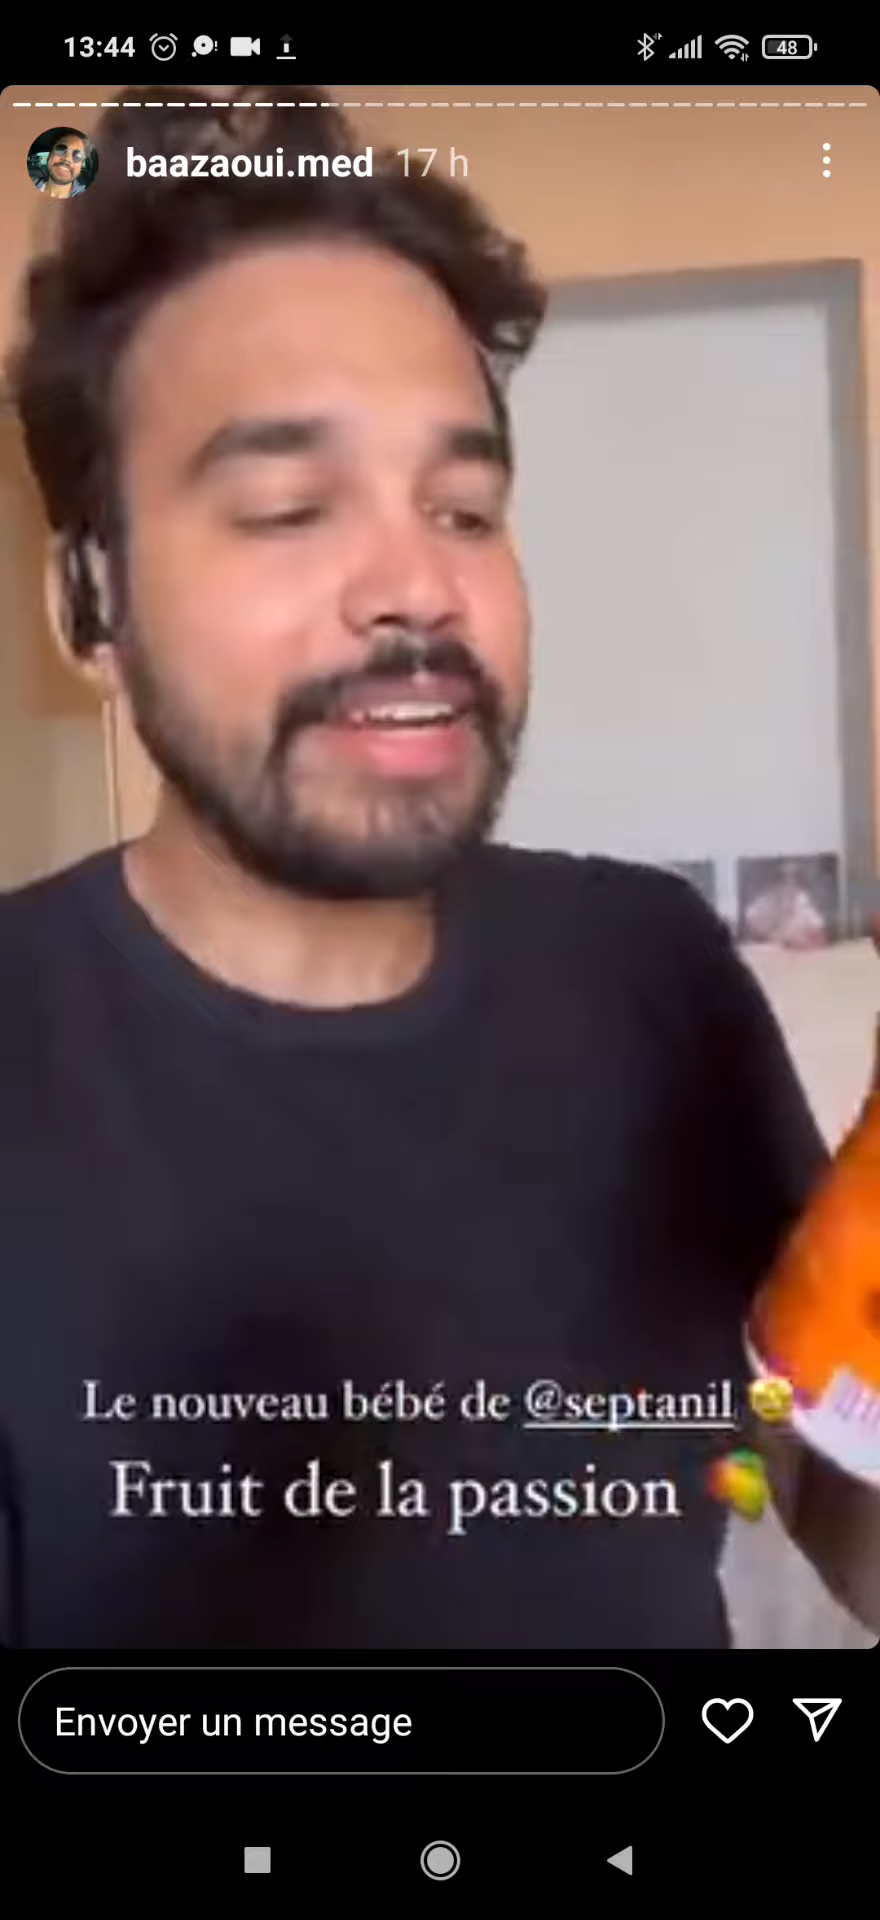 13:44
48
baazaoui.med 17 h
Le nouveau bébé de @septanil
Fruit de la passion
Envoyer un message